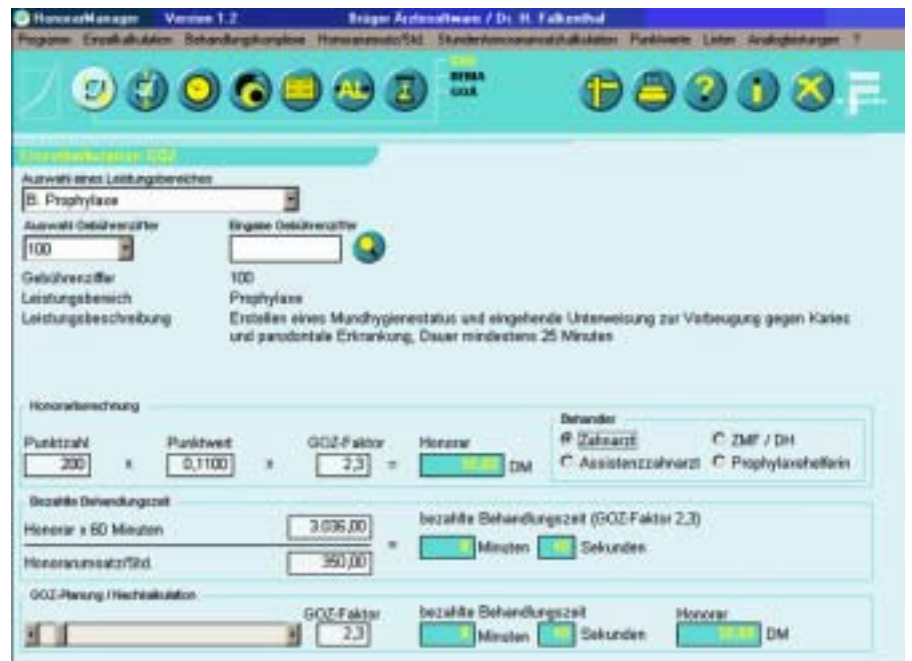 HonorarManager Version 1.2 Brüger Ärztesoftware / Dr. H. Falkenthal
Programm Einzelkalkulation Behandlungskomplexe Honorarumsatz/Std. Stundenhonorarumsatzkalkulation Punktwerte Listen Analogleistungen ?
BEMA
GOÄ
Einzelkalkulation GOZ
Auswahl eines Leistungsbereiches
B. Prophylaxe
Auswahl Gebührenziffer Eingabe Gebührenziffer
100
Gebührenziffer 100
Leistungsbereich Prophylaxe
Leistungsbeschreibung Erstellen eines Mundhygienestatus und eingehende Unterweisung zur Vorbeugung gegen Karies
und parodontale Erkrankung, Dauer mindestens 25 Minuten
Honorarberechnung
Behandler
Punktzahl Punktwert GOZ-Faktor Honorar
Zahnarzt ZMF / DH
200 x 0,1100 x 2,3 = DM
Assistenzzahnarzt Prophylaxehelferin
Bezahlte Behandlungszeit
Honorar x 60 Minuten 3.036,00
bezahlte Behandlungszeit (GOZ-Faktor 2,3)
= Minuten Sekunden
Honorarumsatz/Std. 350,00
GOZ-Planung / Nachkalkulation
GOZ-Faktor bezahlte Behandlungszeit Honorar
2,3 Minuten Sekunden DM